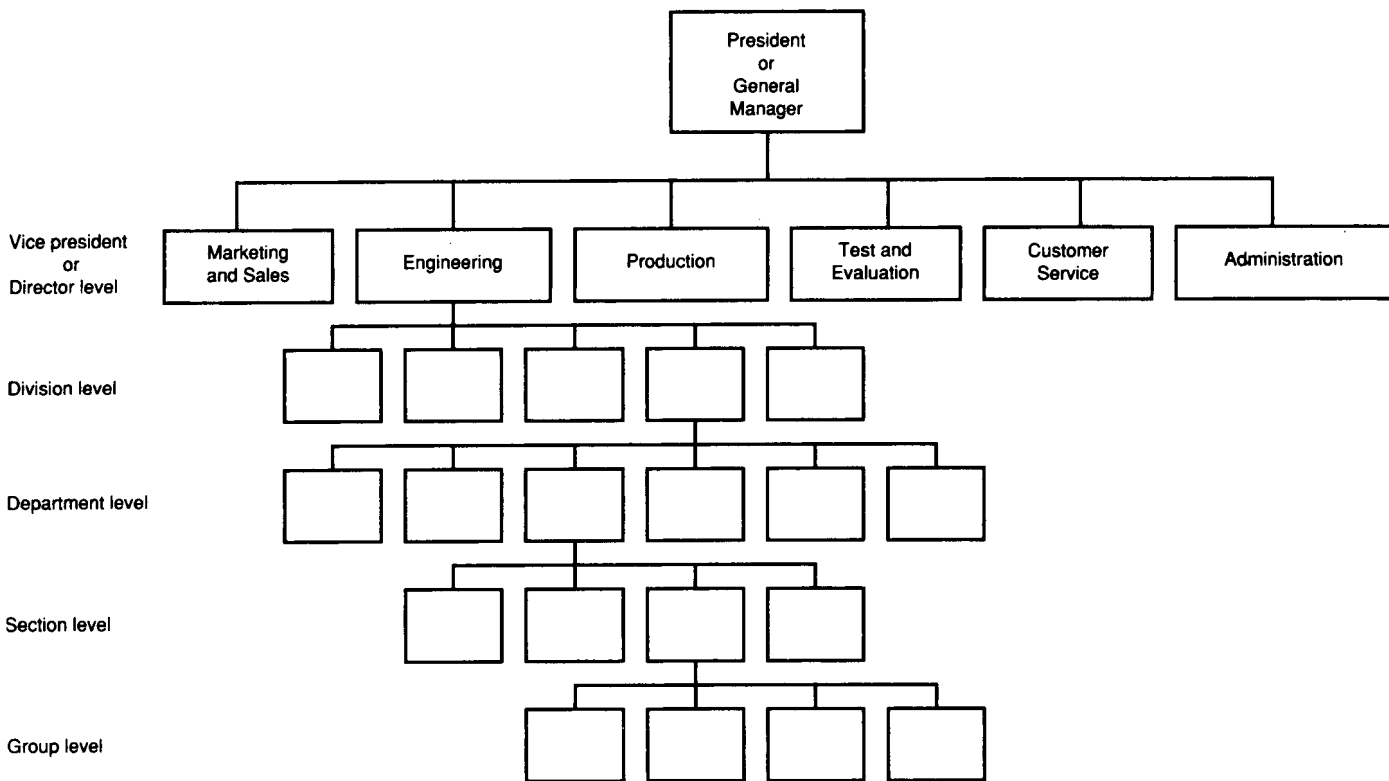 President
or
General
Manager
Vice president
or
Director level
Marketing
and Sales
Engineering
Production
Test and
Evaluation
Customer
Service
Administration
Division level
Department level
Section level
Group level